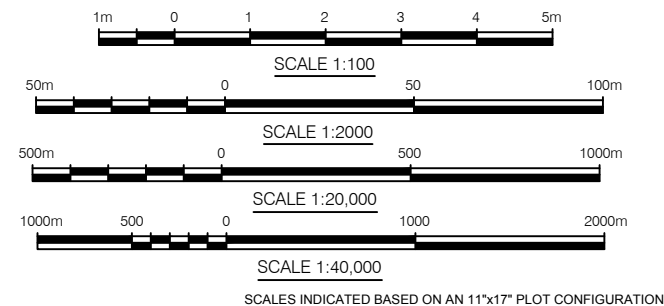 1m 0 1 2 3 4 5m
SCALE 1:100
50m 0 50 100m
SCALE 1:2000
500m 0 500 1000m
SCALE 1:20,000
1000m 500 0 1000 2000m
SCALE 1:40,000
SCALES INDICATED BASED ON AN 11"x17" PLOT CONFIGURATION